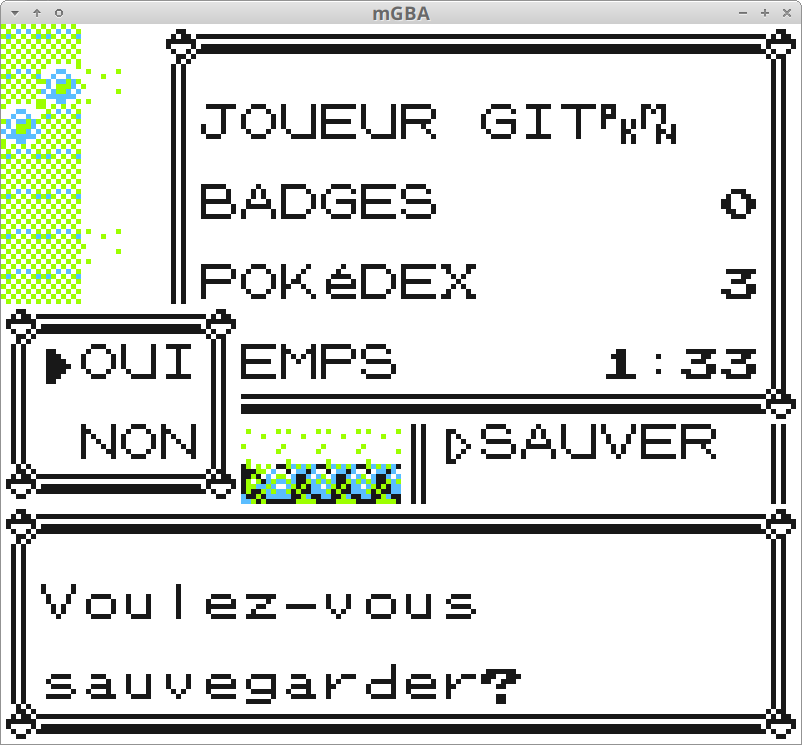 mGBA
JOUEUR GITPKMN
BADGES 0
POKéDEX 3
EMPS 1:33
OUI
NON
SAUVER
Voulez-vous
sauvegarder?